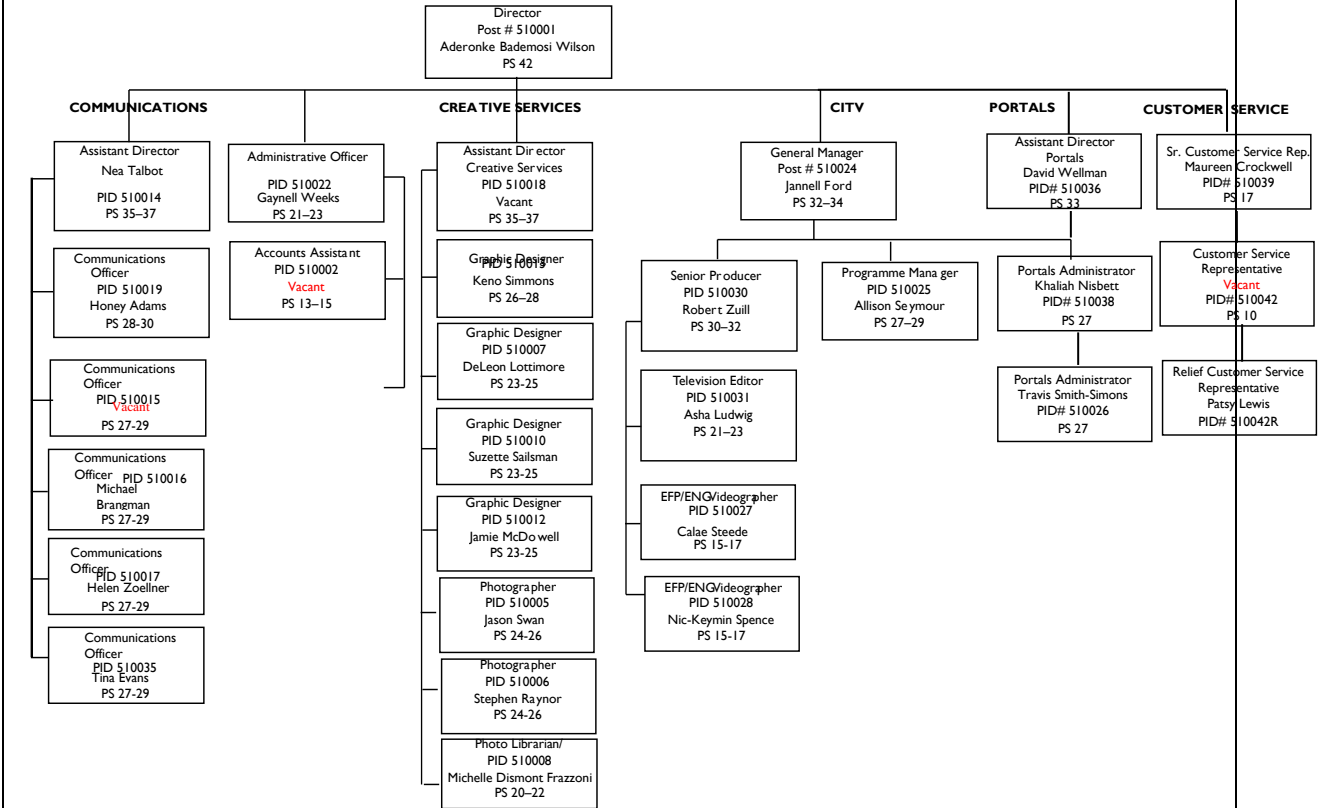 Director
Post # 510001
Aderonke Bademosi Wilson
PS 42
COMMUNICATIONS
CREATIVE SERVICES
CITV
PORTALS
CUSTOMER SERVICE
Assistant Director
Nea Talbot
PID 510014
PS 35–37
Communications
Officer
PID 510019
Honey Adams
PS 28-30
Communications
Officer
PID 510015
Vacant
PS 27-29
Communications
Officer PID 510016
Michael
Brangman
PS 27-29
Communications
Officer
PID 510017
Helen Zoellner
PS 27-29
Communications
Officer
PID 510035
Tina Evans
PS 27-29
Administrative Officer
PID 510022
Gaynell Weeks
PS 21–23
Accounts Assistant
PID 510002
Vacant
PS 13–15
Assistant Director
Creative Services
PID 510018
Vacant
PS 35–37
Graphic Designer
PID 510013
Keno Simmons
PS 26–28
Graphic Designer
PID 510007
DeLeon Lottimore
PS 23-25
Graphic Designer
PID 510010
Suzette Sailsman
PS 23-25
Graphic Designer
PID 510012
Jamie McDowell
PS 23-25
Photographer
PID 510005
Jason Swan
PS 24-26
Photographer
PID 510006
Stephen Raynor
PS 24-26
Photo Librarian/
PID 510008
Michelle Dismont Frazzoni
PS 20–22
General Manager
Post # 510024
Jannell Ford
PS 32–34
Senior Producer
PID 510030
Robert Zuill
PS 30–32
Television Editor
PID 510031
Asha Ludwig
PS 21–23
EFP/ENG Videographer
PID 510027
Calae Steede
PS 15-17
EFP/ENG Videographer
PID 510028
Nic-Keymin Spence
PS 15-17
Programme Manager
PID 510025
Allison Seymour
PS 27–29
Assistant Director
Portals
David Wellman
PID# 510036
PS 33
Portals Administrator
Khaliah Nisbett
PID# 510038
PS 27
Portals Administrator
Travis Smith-Simons
PID# 510026
PS 27
Sr. Customer Service Rep.
Maureen Crockwell
PID# 510039
PS 17
Customer Service
Representative
Vacant
PID# 510042
PS 10
Relief Customer Service
Representative
Patsy Lewis
PID# 510042R